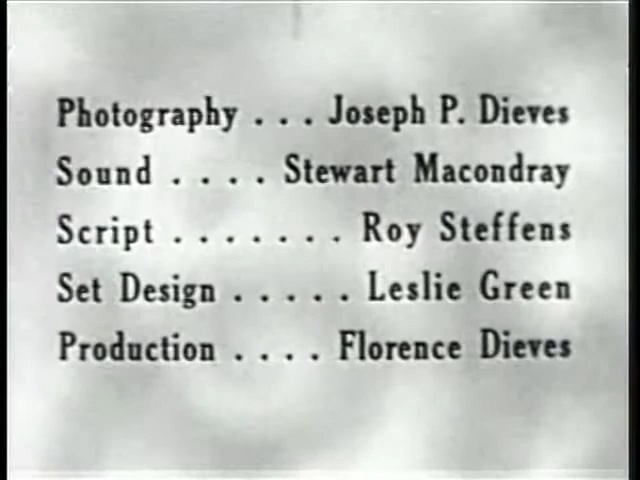 Photography . . . Joseph P. Dieves
Sound . . . . Stewart Macondray
Script . . . . . . . Roy Steffens
Set Design . . . . . Leslie Green
Production . . . . Florence Dieves